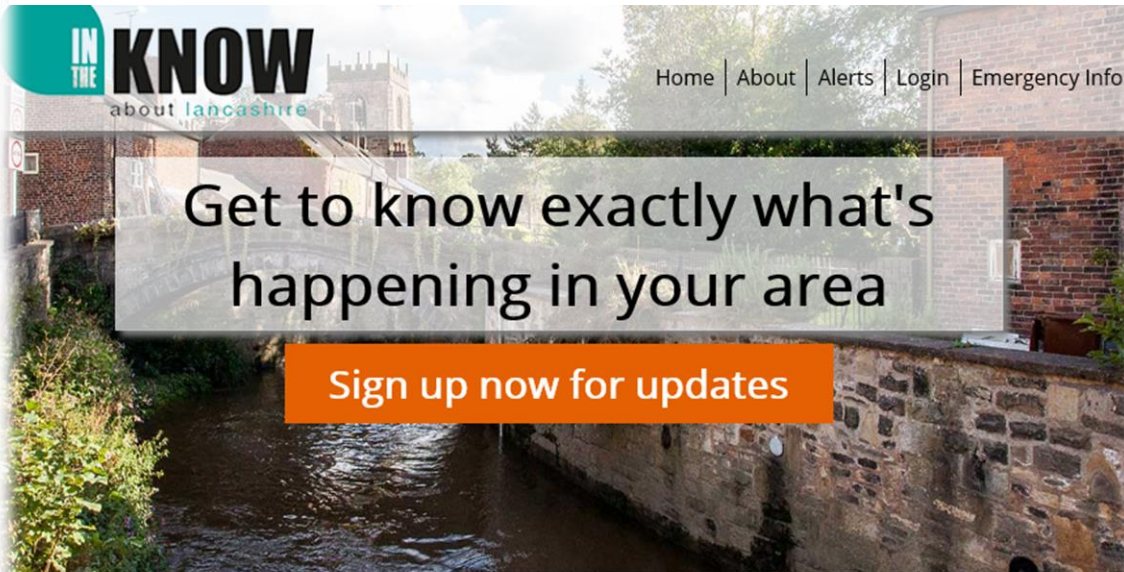 IN
THE
KNOW
about lancashire
Home | About | Alerts | Login | Emergency Info
Get to know exactly what's
happening in your area
Sign up now for updates